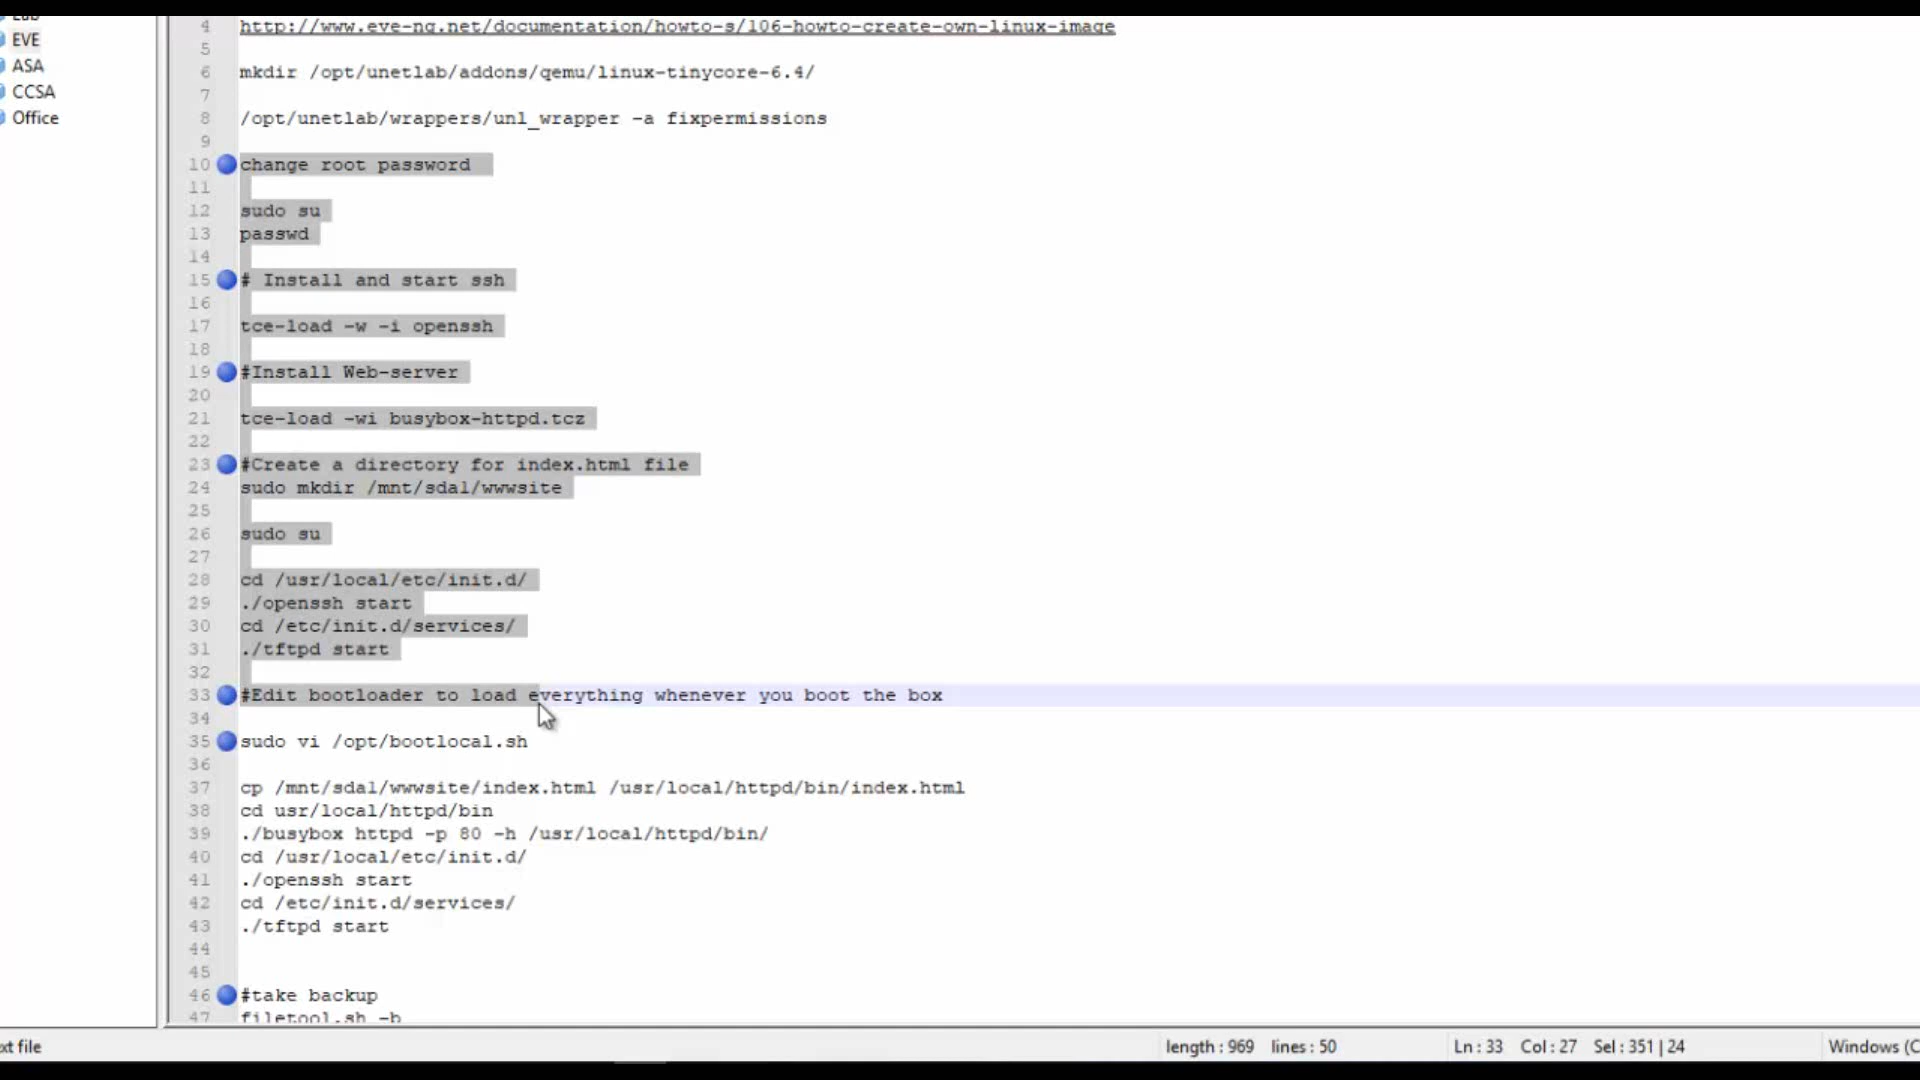 EVE
ASA
CCSA
Office
4 http://www.eve-ng.net/documentation/howto-s/106-howto-create-own-linux-image
5
6 mkdir /opt/unetlab/addons/qemu/linux-tinycore-6.4/
7
8 /opt/unetlab/wrappers/unl_wrapper -a fixpermissions
9
10 change root password
11
12 sudo su
13 passwd
14
15 # Install and start ssh
16
17 tce-load -w -i openssh
18
19 #Install Web-server
20
21 tce-load -wi busybox-httpd.tcz
22
23 #Create a directory for index.html file
24 sudo mkdir /mnt/sda1/wwwsite
25
26 sudo su
27
28 cd /usr/local/etc/init.d/
29 ./openssh start
30 cd /etc/init.d/services/
31 ./tftpd start
32
33 #Edit bootloader to load everything whenever you boot the box
34
35 sudo vi /opt/bootlocal.sh
36
37 cp /mnt/sda1/wwwsite/index.html /usr/local/httpd/bin/index.html
38 cd usr/local/httpd/bin
39 ./busybox httpd -p 80 -h /usr/local/httpd/bin/
40 cd /usr/local/etc/init.d/
41 ./openssh start
42 cd /etc/init.d/services/
43 ./tftpd start
44
45
46 #take backup
47 filetool.sh -b
xt file length : 969 lines : 50 Ln : 33 Col : 27 Sel : 351 | 24 Windows (C